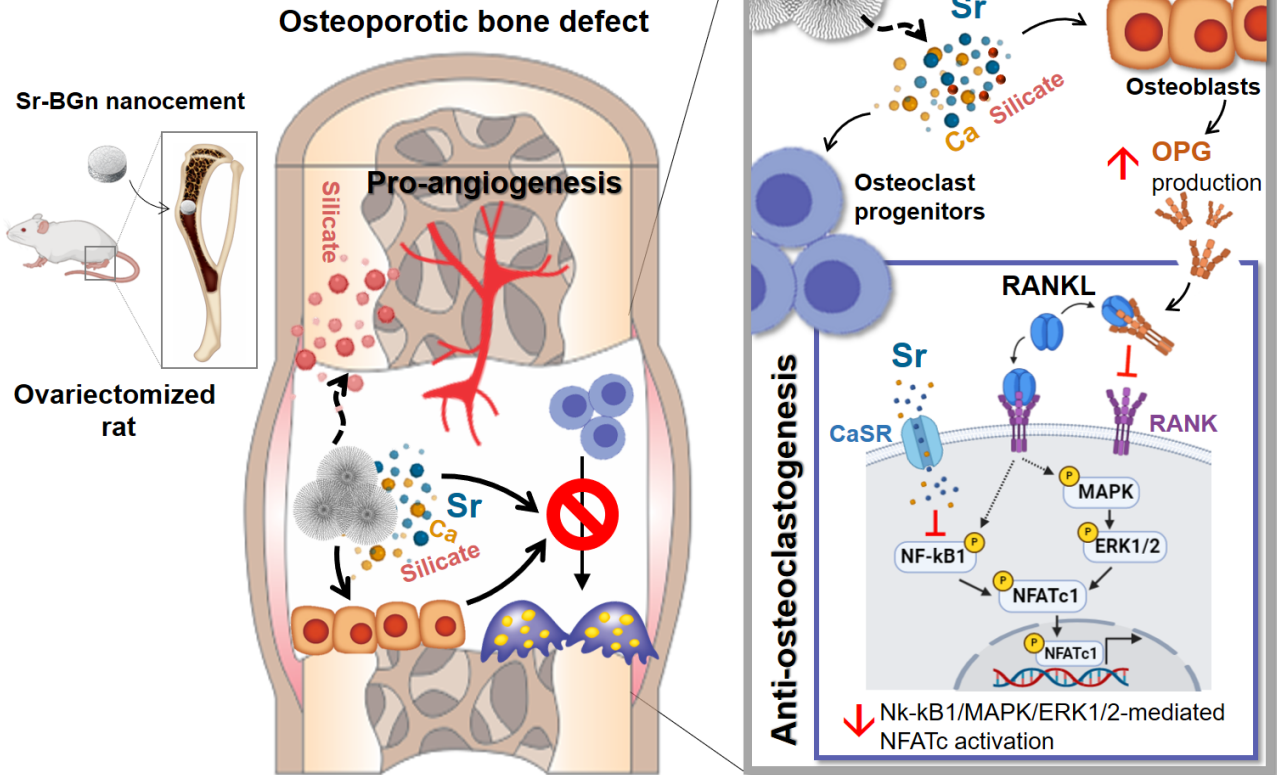 Osteoporotic bone defect
Sr-BGn nanocement
Ovariectomized
rat
Pro-angiogenesis
Silicate
Sr
Ca
Silicate
Sr
Ca
Silicate
Osteoblasts
OPG
production
Osteoclast
progenitors
Anti-osteoclastogenesis
RANKL
Sr
CaSR
RANK
P
MAPK
P
ERK1/2
P
NF-kB1
P
NFATc1
P
NFATc1
Nk-kB1/MAPK/ERK1/2-mediated
NFATc activation